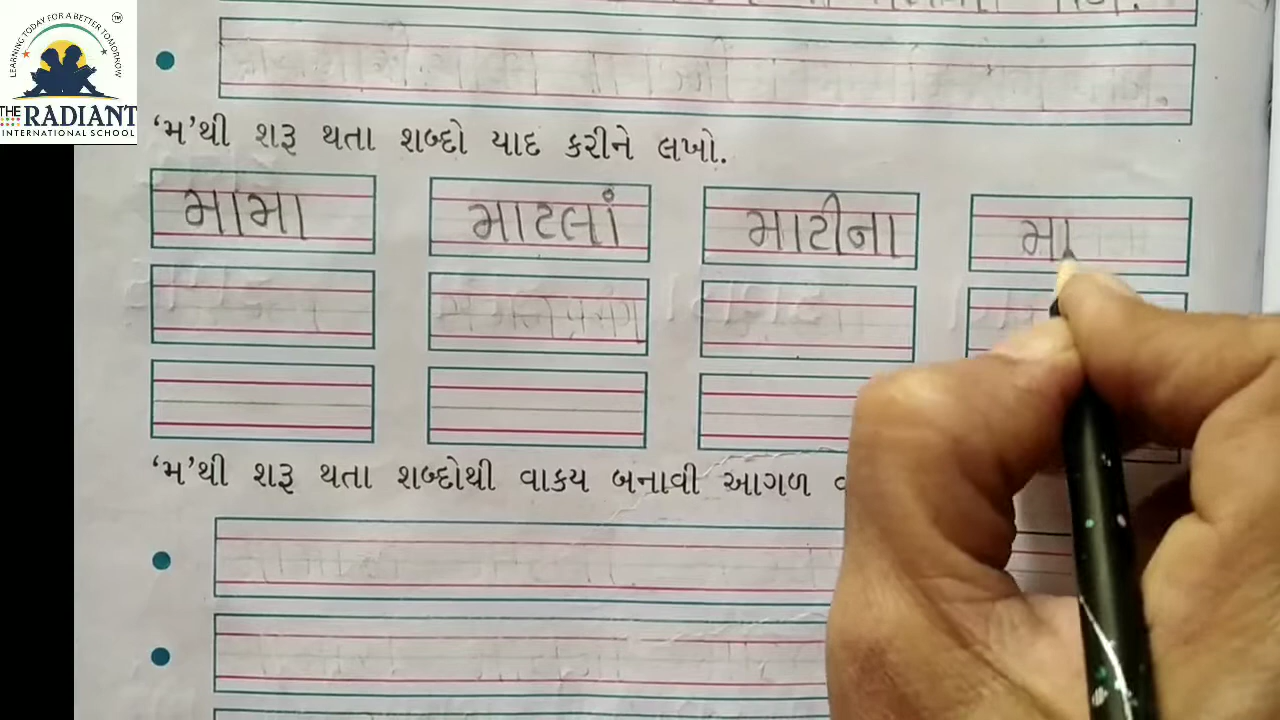 LEARNING TODAY FOR A BETTER TOMORROW
TM
THE RADIANT
INTERNATIONAL SCHOOL
‘મ’થી શરૂ થતા શબ્દો યાદ કરીને લખો.
મામા માટલાં માટીના મા
‘મ’થી શરૂ થતા શબ્દોથી વાક્ય બનાવી આગળ વ